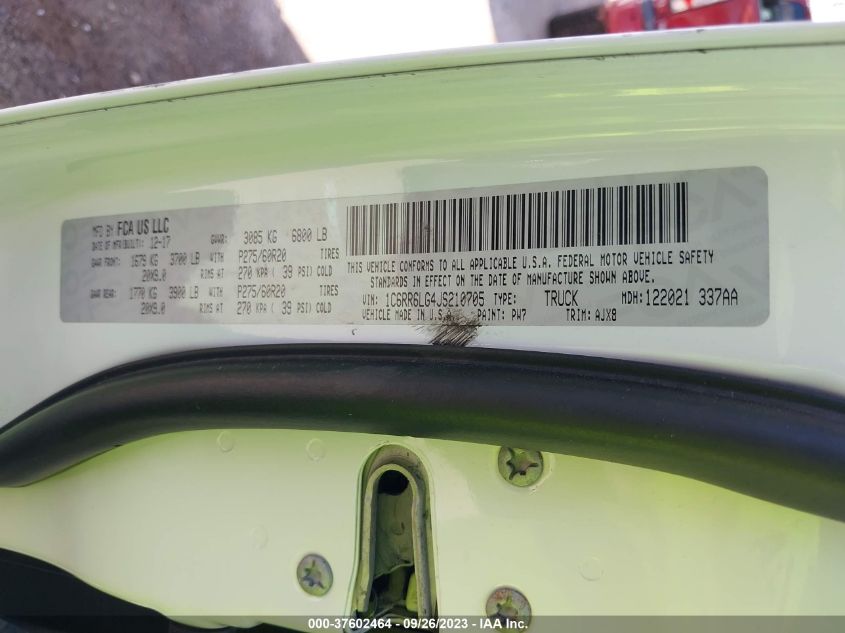 MFD BY FCA US LLC
DATE OF MFR(BUILT): 12-17 GVWR: 3085 KG 6800 LB
GAWR FRONT: 1679 KG 3700 LB WITH P275/60R20 TIRES
20X9.0 RIMS AT 270 KPA ( 39 PSI) COLD
GAWR REAR: 1770 KG 3900 LB WITH P275/60R20 TIRES
20X9.0 RIMS AT 270 KPA ( 39 PSI) COLD
THIS VEHICLE CONFORMS TO ALL APPLICABLE U.S.A. FEDERAL MOTOR VEHICLE SAFETY
STANDARDS IN EFFECT ON THE DATE OF MANUFACTURE SHOWN ABOVE.
VIN: 1C6RR6LG4JS210705 TYPE: TRUCK MDH: 122021 337AA
VEHICLE MADE IN U.S.A. PAINT: PW7 TRIM: AJX8
000-37602464 - 09/26/2023 - IAA Inc.